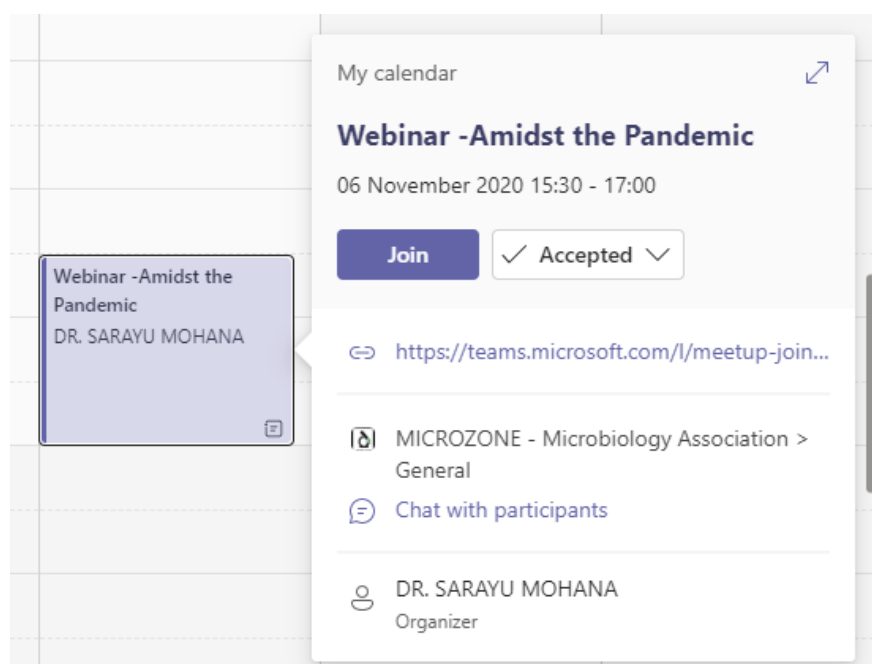 Webinar -Amidst the
Pandemic
DR. SARAYU MOHANA
My calendar
Webinar -Amidst the Pandemic
06 November 2020 15:30 - 17:00
Join
Accepted
https://teams.microsoft.com/l/meetup-join...
MICROZONE - Microbiology Association >
General
Chat with participants
DR. SARAYU MOHANA
Organizer